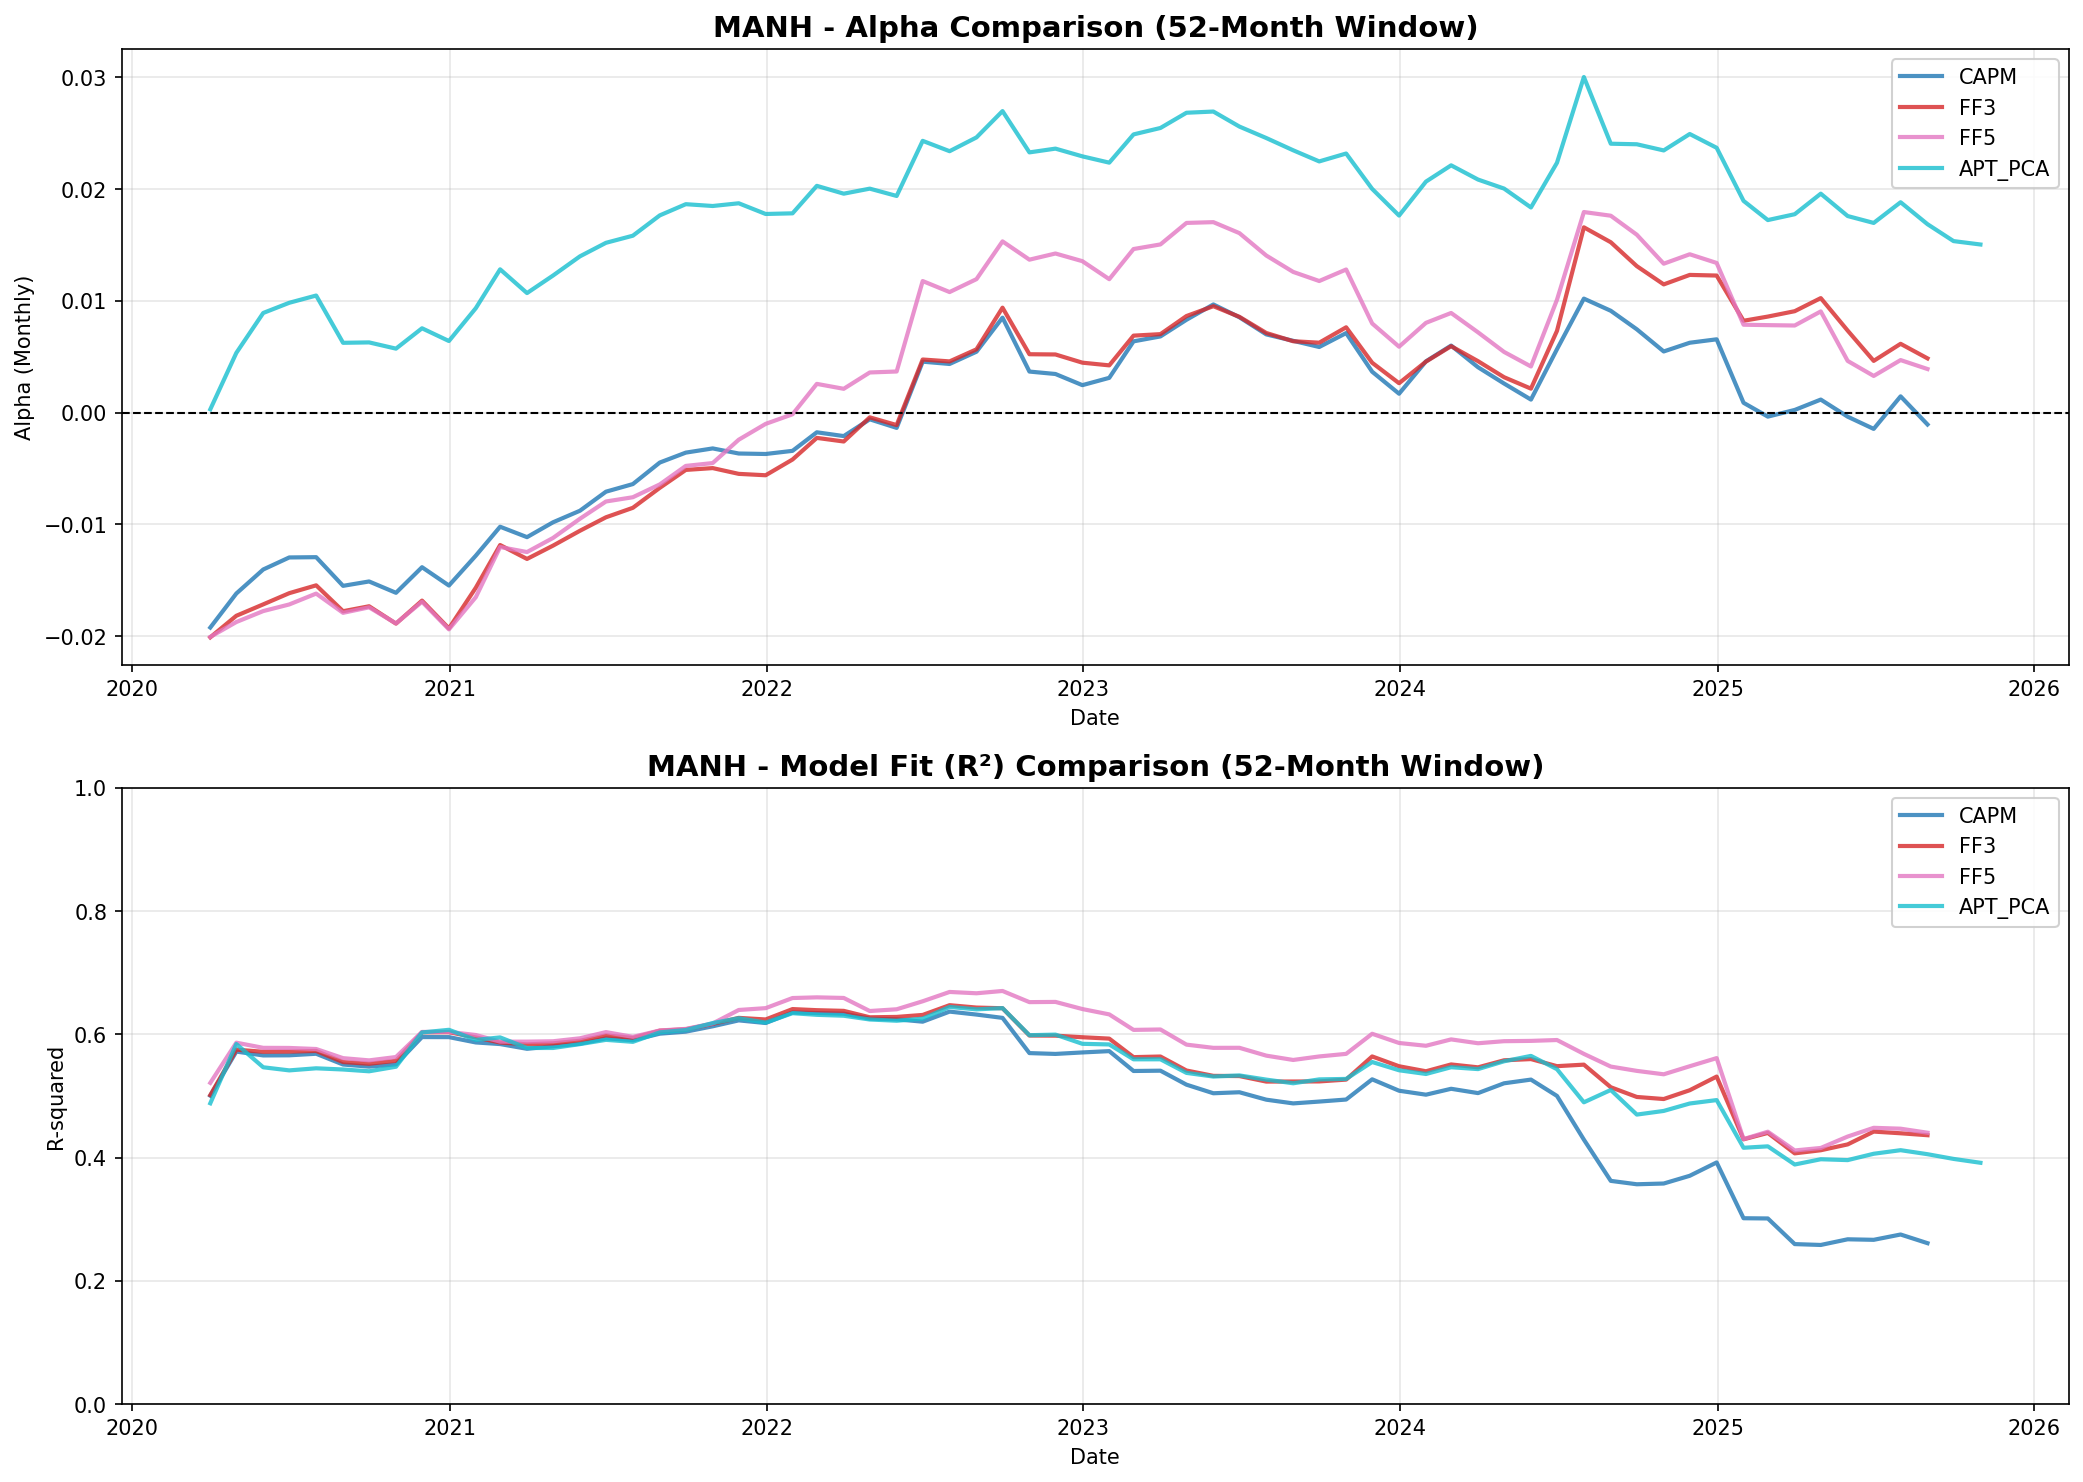 MANH - Alpha Comparison (52-Month Window)
0.03
0.02
0.01
0.00
−0.01
−0.02
Alpha (Monthly)
CAPM
FF3
FF5
APT_PCA
2020 2021 2022 2023 2024 2025 2026
Date
MANH - Model Fit (R²) Comparison (52-Month Window)
1.0
0.8
0.6
0.4
0.2
0.0
R-squared
CAPM
FF3
FF5
APT_PCA
2020 2021 2022 2023 2024 2025 2026
Date